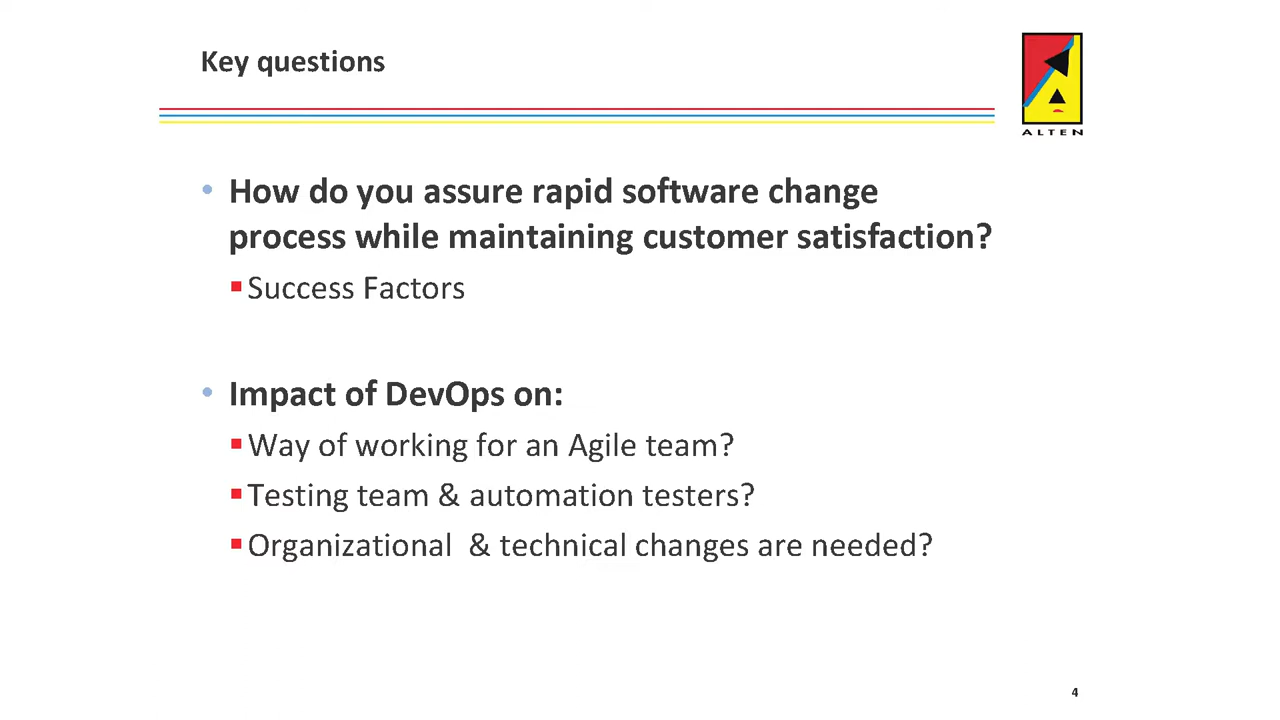 Key questions
ALTEN
• How do you assure rapid software change
process while maintaining customer satisfaction?
▪ Success Factors
• Impact of DevOps on:
▪ Way of working for an Agile team?
▪ Testing team & automation testers?
▪ Organizational & technical changes are needed?
4